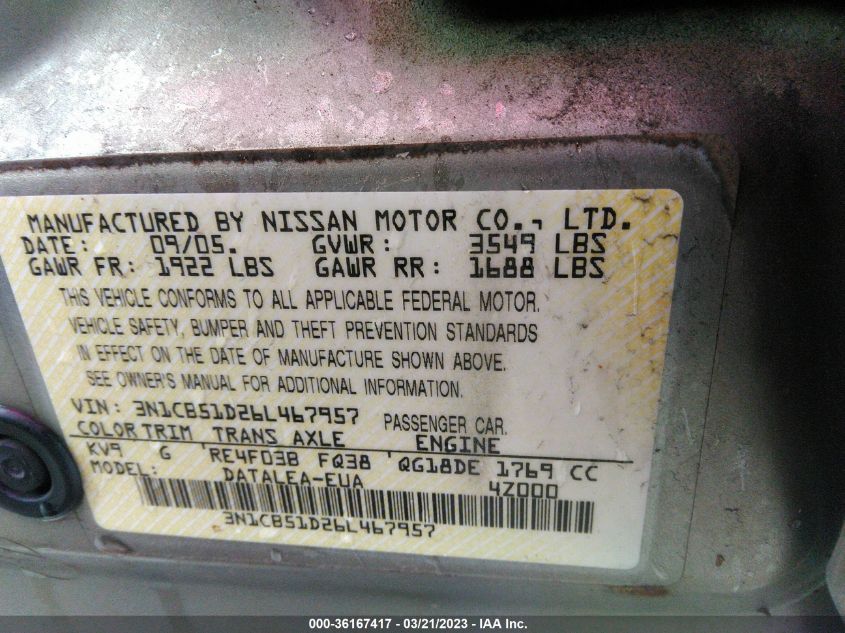 MANUFACTURED BY NISSAN MOTOR CO., LTD.
DATE: 09/05. GVWR: 3549 LBS
GAWR FR: 1922 LBS GAWR RR: 1688 LBS
THIS VEHICLE CONFORMS TO ALL APPLICABLE FEDERAL MOTOR.
VEHICLE SAFETY, BUMPER AND THEFT PREVENTION STANDARDS
IN EFFECT ON THE DATE OF MANUFACTURE SHOWN ABOVE.
SEE OWNER'S MANUAL FOR ADDITIONAL INFORMATION.
VIN: 3N1CB51D26L467957 PASSENGER CAR.
COLOR TRIM TRANS AXLE ENGINE
KV9 G RE4F03B FQ38 QG18DE 1769 CC
MODEL: DATALEA-EUA 4Z000
3N1CB51D26L467957
000-36167417 - 03/21/2023 - IAA Inc.